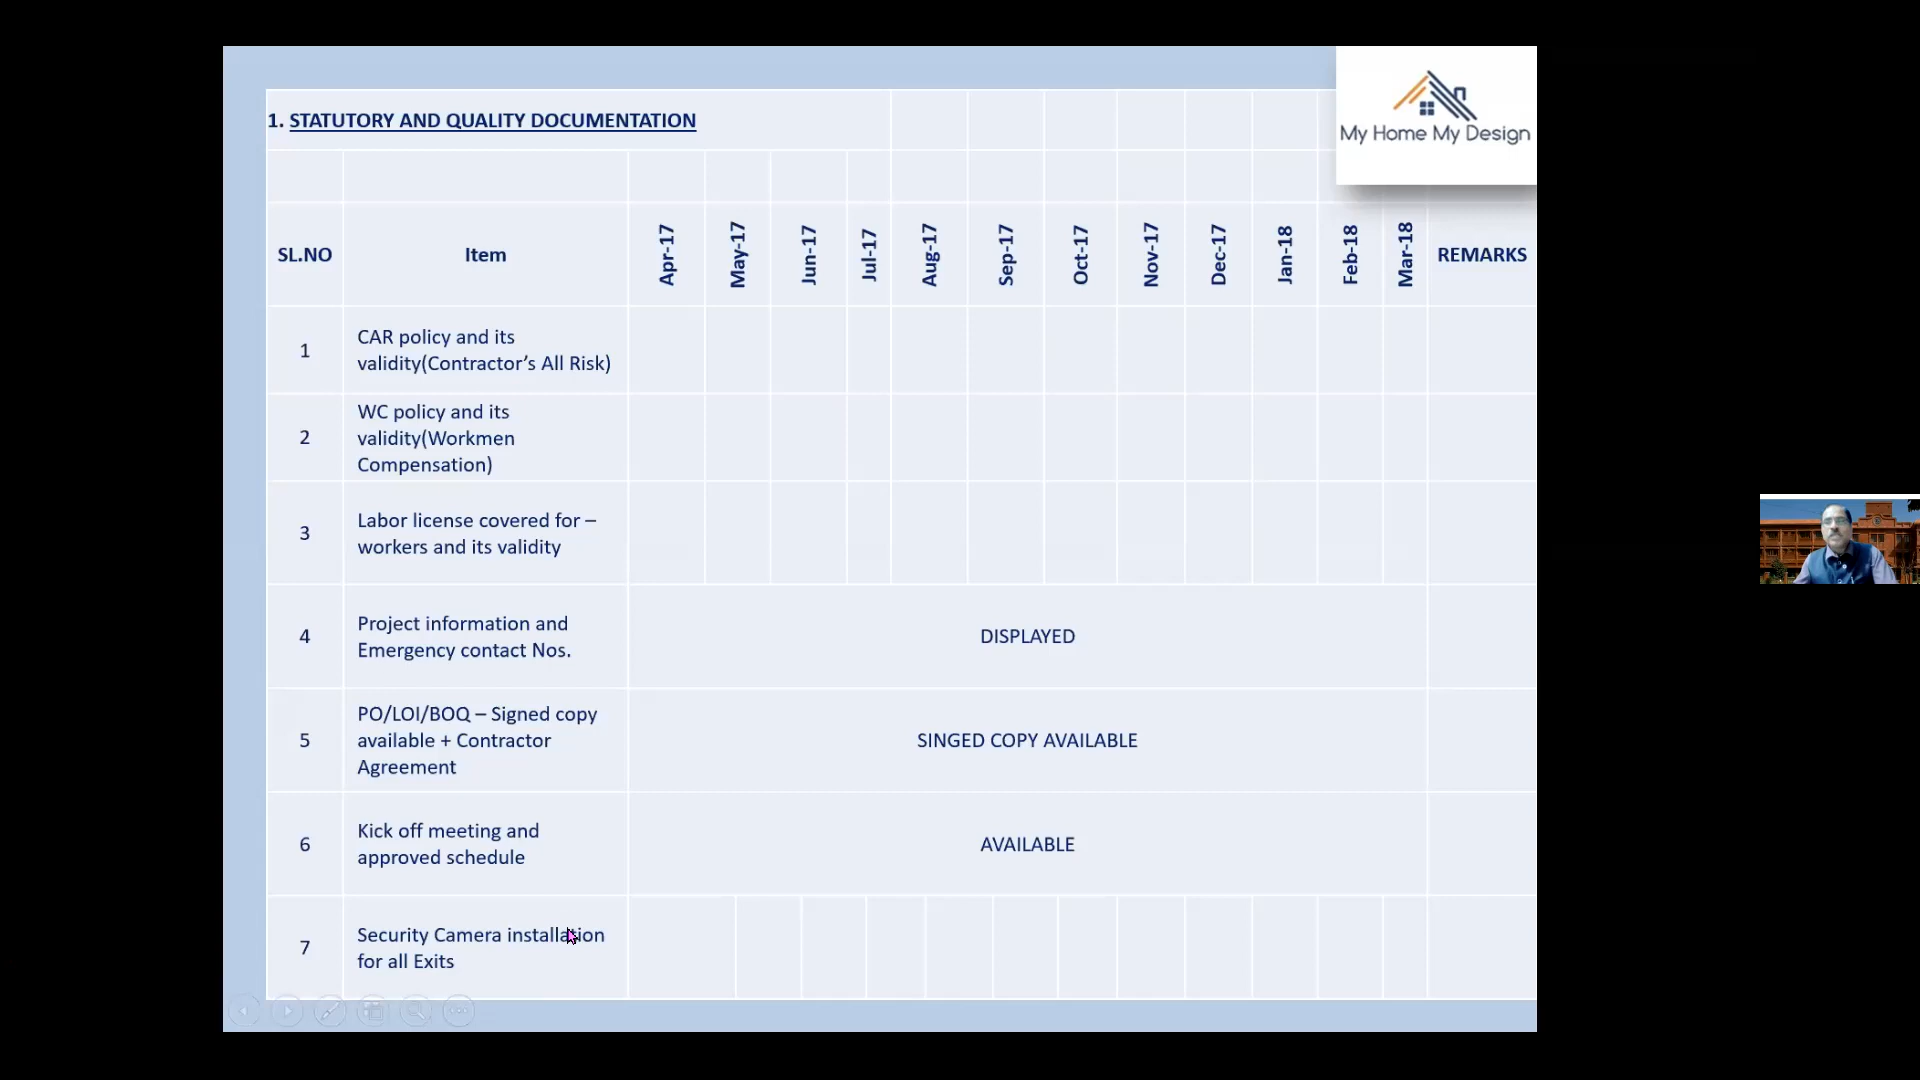 My Home My Design
1. STATUTORY AND QUALITY DOCUMENTATION
SL.NO Item Apr-17 May-17 Jun-17 Jul-17 Aug-17 Sep-17 Oct-17 Nov-17 Dec-17 Jan-18 Feb-18 Mar-18 REMARKS
1 CAR policy and its
validity(Contractor’s All Risk)
2 WC policy and its
validity(Workmen
Compensation)
3 Labor license covered for –
workers and its validity
4 Project information and
Emergency contact Nos.
DISPLAYED
5 PO/LOI/BOQ – Signed copy
available + Contractor
Agreement
SINGED COPY AVAILABLE
6 Kick off meeting and
approved schedule
AVAILABLE
7 Security Camera installation
for all Exits